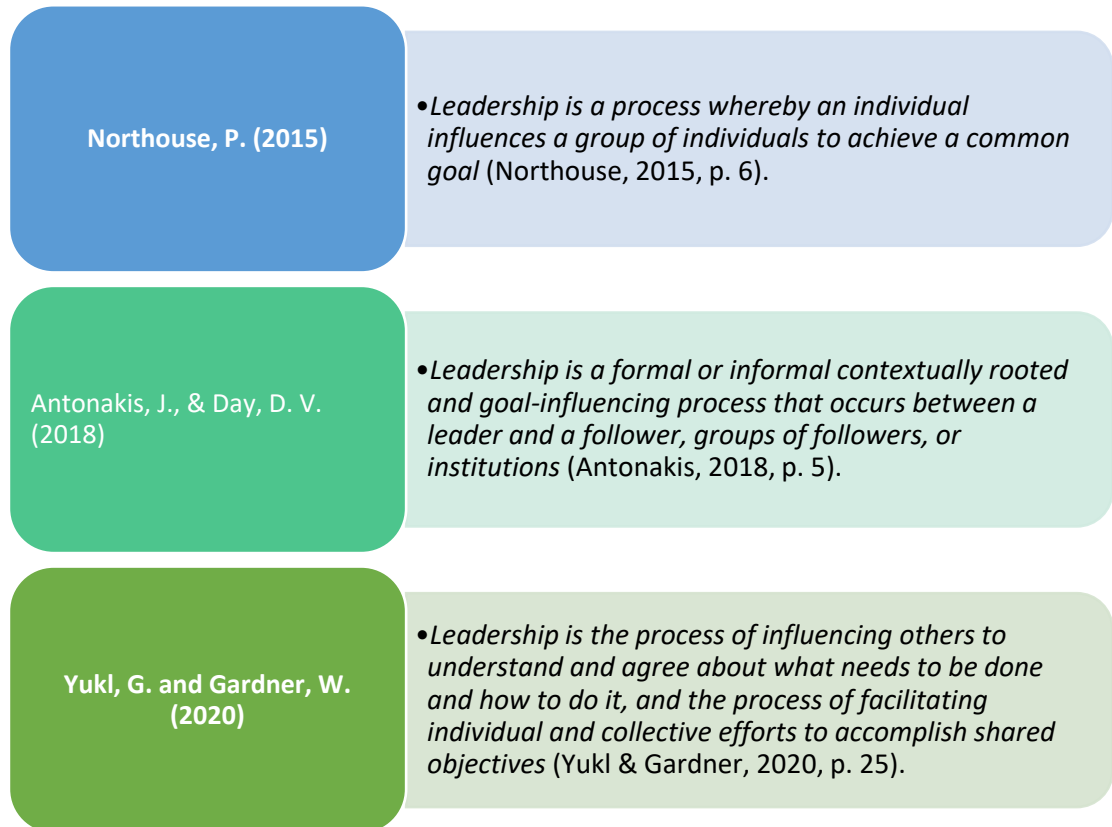 Northouse, P. (2015)
•Leadership is a process whereby an individual
influences a group of individuals to achieve a common
goal (Northouse, 2015, p. 6).
Antonakis, J., & Day, D. V.
(2018)
•Leadership is a formal or informal contextually rooted
and goal-influencing process that occurs between a
leader and a follower, groups of followers, or
institutions (Antonakis, 2018, p. 5).
Yukl, G. and Gardner, W.
(2020)
•Leadership is the process of influencing others to
understand and agree about what needs to be done
and how to do it, and the process of facilitating
individual and collective efforts to accomplish shared
objectives (Yukl & Gardner, 2020, p. 25).